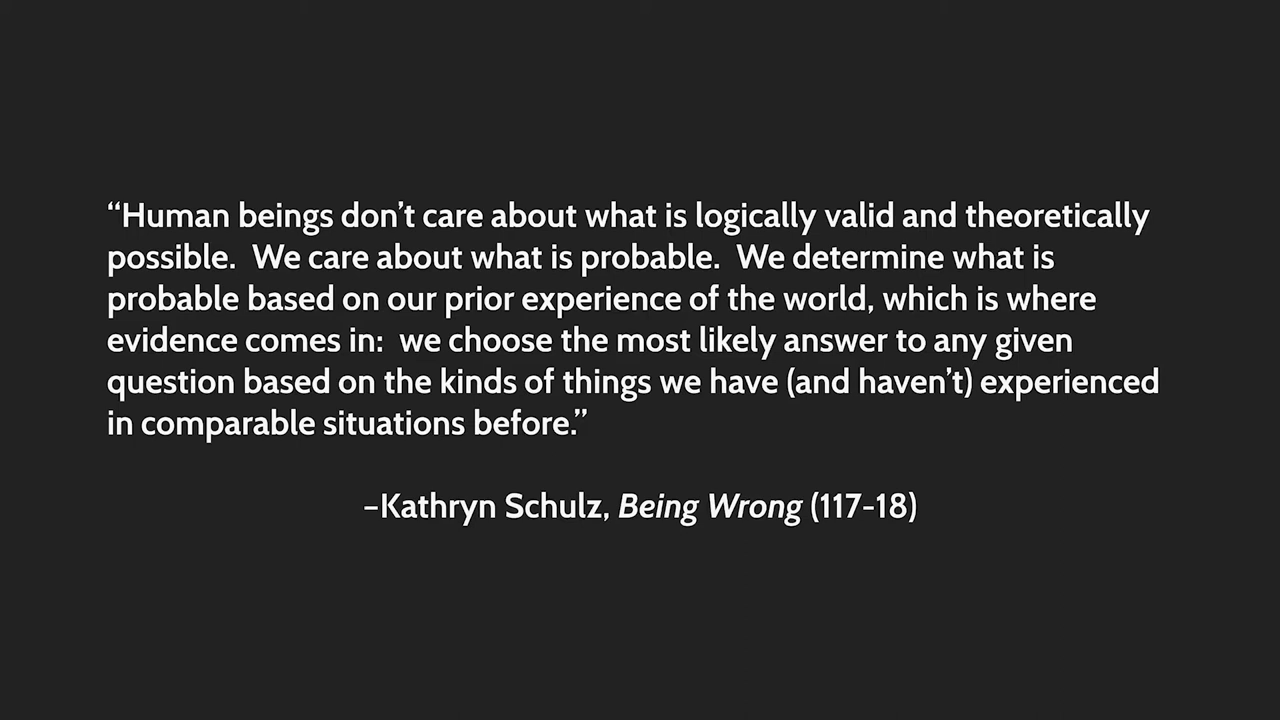 “Human beings don’t care about what is logically valid and theoretically
possible.  We care about what is probable.  We determine what is
probable based on our prior experience of the world, which is where
evidence comes in:  we choose the most likely answer to any given
question based on the kinds of things we have (and haven’t) experienced
in comparable situations before.”
–Kathryn Schulz, Being Wrong (117-18)